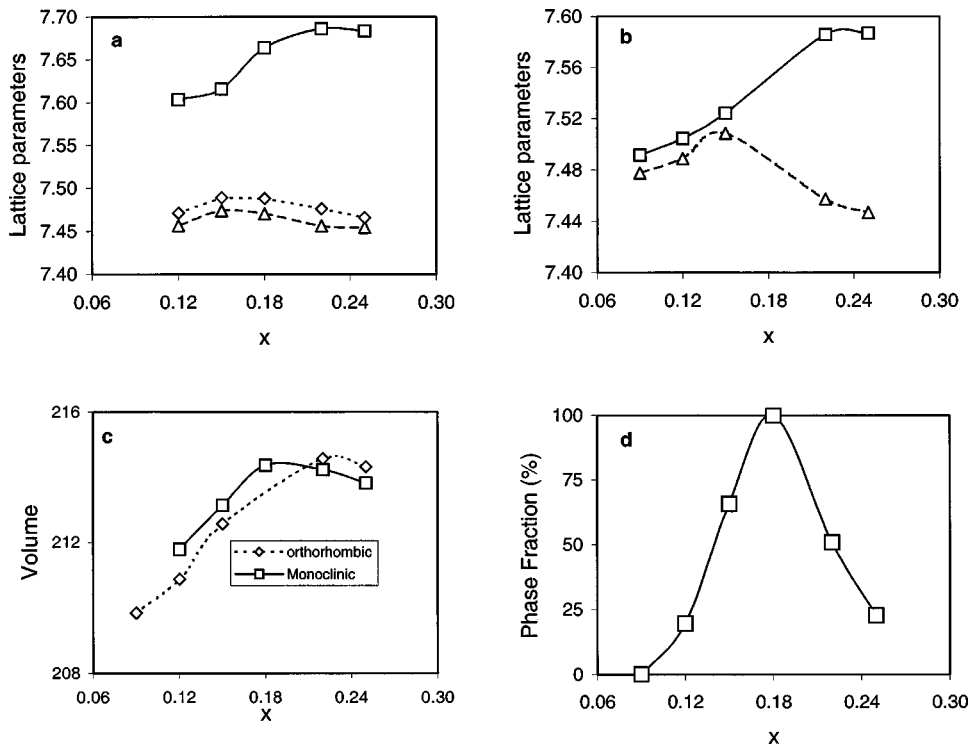 a
Lattice parameters
7.70
7.65
7.60
7.55
7.50
7.45
7.40
0.06 0.12 0.18 0.24 0.30
x
b
Lattice parameters
7.60
7.56
7.52
7.48
7.44
7.40
0.06 0.12 0.18 0.24 0.30
x
c
Volume
216
212
208
orthorhombic
Monoclinic
0.06 0.12 0.18 0.24 0.30
x
d
Phase Fraction (%)
100
75
50
25
0
0.06 0.12 0.18 0.24 0.30
x